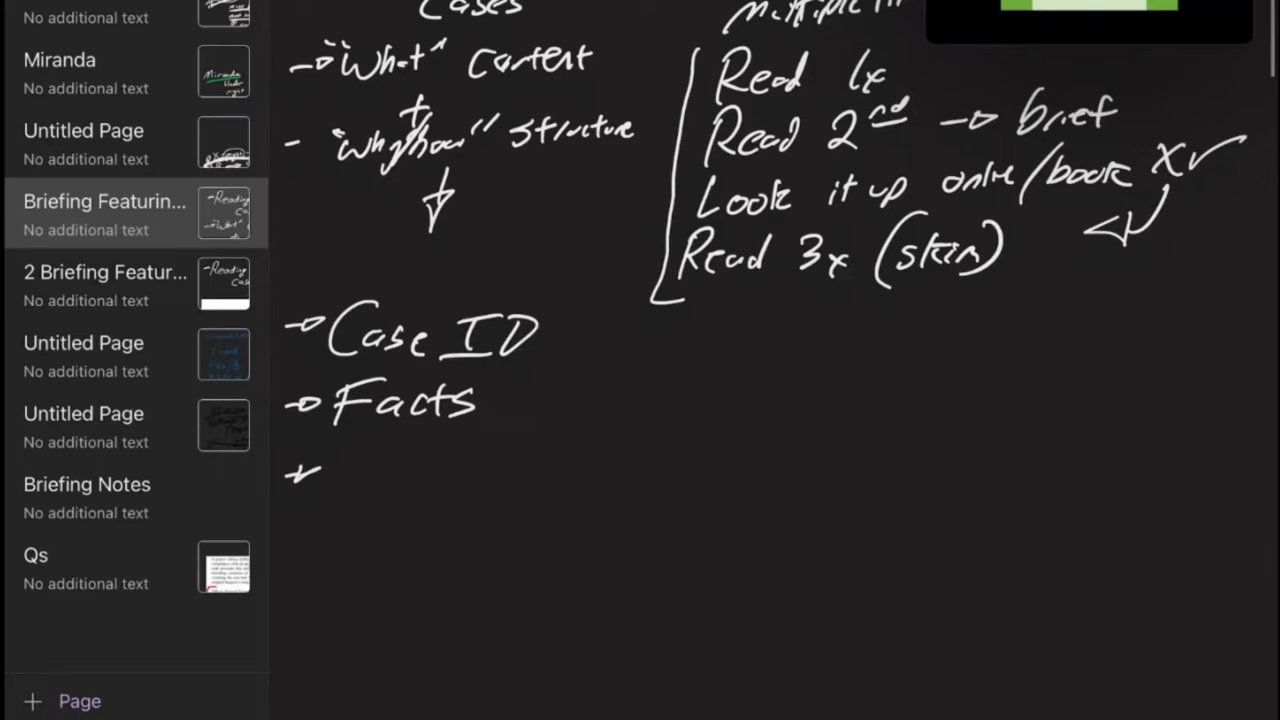 No additional text
Miranda
No additional text
Untitled Page
No additional text
Briefing Featurin...
No additional text
2 Briefing Featur...
No additional text
Untitled Page
No additional text
Untitled Page
No additional text
Briefing Notes
No additional text
Qs
No additional text
+ Page
Cases
→ "What" content
+
- "Why/how" structure
→ Case ID
→ Facts
multiple
Read 1x
Read 2nd → brief
Look it up online/book X✓
Read 3x (skim)